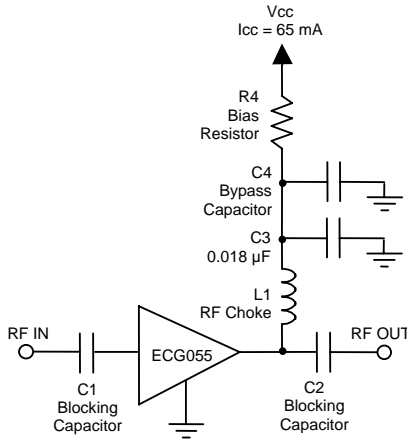 Vcc
Icc = 65 mA
R4
Bias
Resistor
C4
Bypass
Capacitor
C3
0.018 µF
L1
RF Choke
RF IN
ECG055
RF OUT
C1
Blocking
Capacitor
C2
Blocking
Capacitor